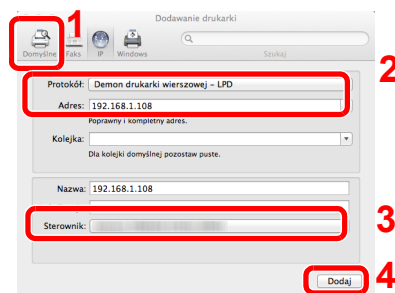 Dodawanie drukarki
1
Domyślne Faks IP Windows Szukaj
2
Protokół: Demon drukarki wierszowej – LPD
Adres: 192.168.1.108
Poprawny i kompletny adres.
Kolejka:
Dla kolejki domyślnej pozostaw puste.
Nazwa: 192.168.1.108
Sterownik:
3
Dodaj
4